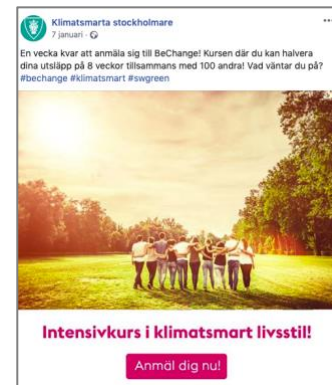 Klimatsmarta stockholmare
7 januari ·
En vecka kvar att anmäla sig till BeChange! Kursen där du kan halvera
dina utsläpp på 8 veckor tillsammans med 100 andra! Vad väntar du på?
#bechange #klimatsmart #swgreen
Intensivkurs i klimatsmart livsstil!
Anmäl dig nu!